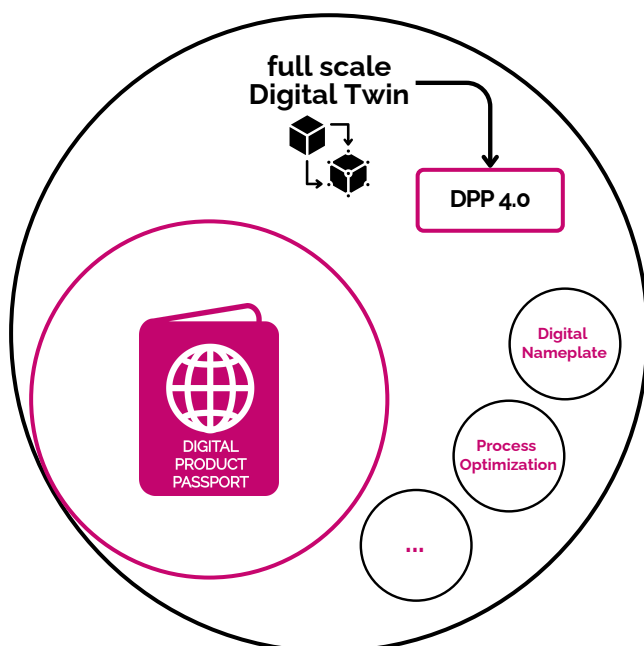 full scale
Digital Twin
DPP 4.0
Digital
Nameplate
Process
Optimization
...
DIGITAL
PRODUCT
PASSPORT